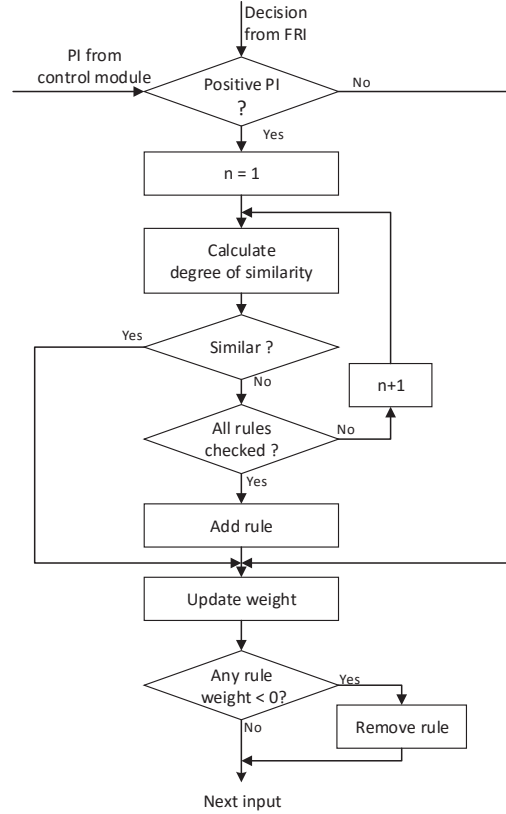 Decision
from FRI
PI from
control module
Positive PI
?
No
Yes
n = 1
Calculate
degree of similarity
Yes
Similar ?
No
n+1
All rules
checked ?
No
Yes
Add rule
Update weight
Any rule
weight < 0?
Yes
No
Remove rule
Next input